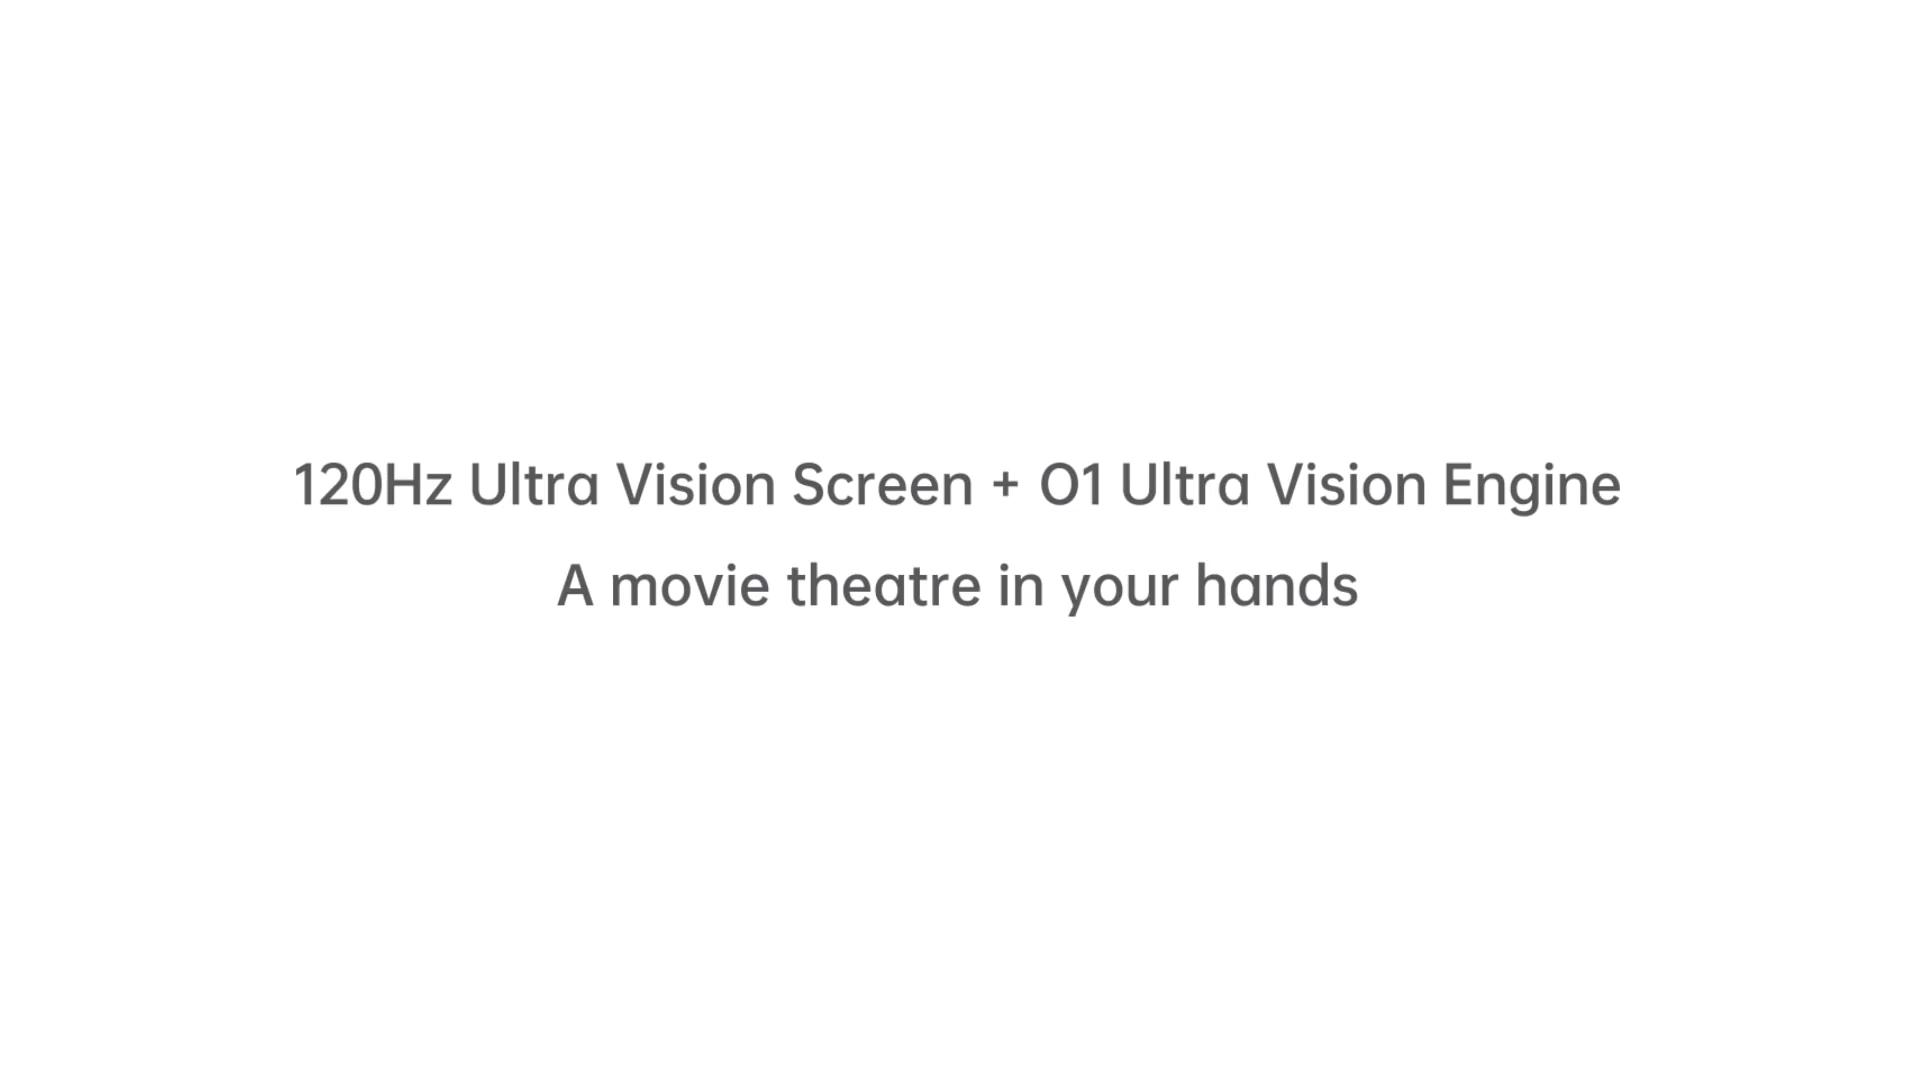 120Hz Ultra Vision Screen + O1 Ultra Vision Engine
A movie theatre in your hands